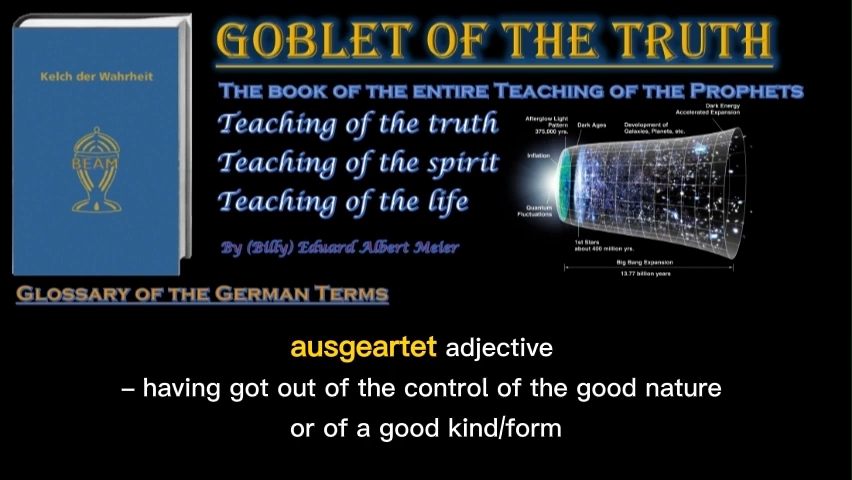 Kelch der Wahrheit
BEAM
GOBLET OF THE TRUTH
THE BOOK OF THE ENTIRE TEACHING OF THE PROPHETS
Teaching of the truth
Teaching of the spirit
Teaching of the life
By (Billy) Eduard Albert Meier
Dark Energy
Accelerated Expansion
Afterglow Light
Pattern
375,000 yrs.
Dark Ages
Development of
Galaxies, Planets, etc.
Inflation
Quantum
Fluctuations
1st Stars
about 400 million yrs.
Big Bang Expansion
13.77 billion years
GLOSSARY OF THE GERMAN TERMS
ausgeartet adjective
– having got out of the control of the good nature
or of a good kind/form